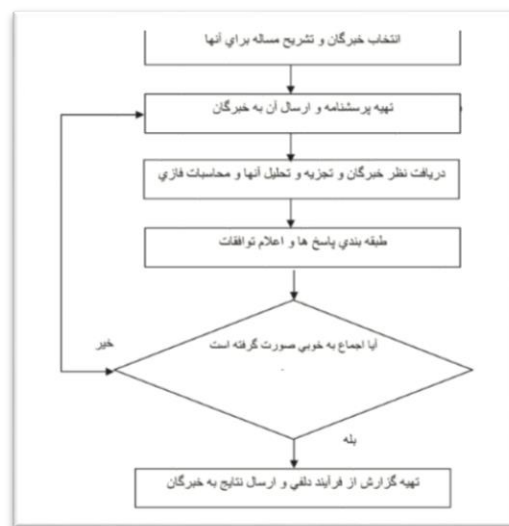 انتخاب خبرگان و تشريح مساله براي آنها
تهيه پرسشنامه و ارسال آن به خبرگان
دريافت نظر خبرگان و تجزيه و تحليل آنها و محاسبات فازي
طبقه بندي پاسخ ها و اعلام توافقات
آيا اجماع به خوبي صورت گرفته است
.
خير
بله
تهيه گزارش از فرآيند دلفي و ارسال نتايج به خبرگان